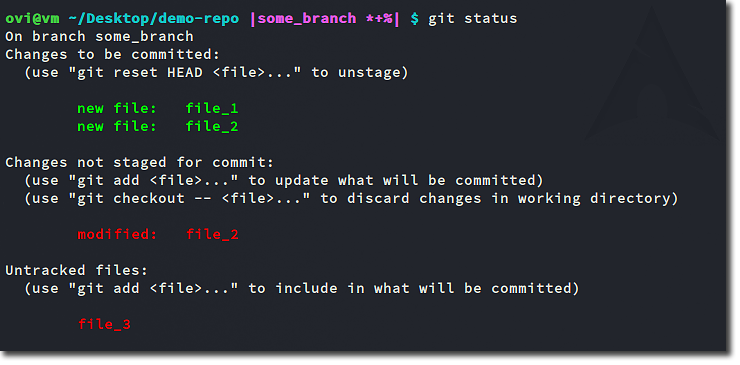 ovi@vm ~/Desktop/demo-repo |some_branch *+%| $ git status
On branch some_branch
Changes to be committed:
  (use "git reset HEAD <file>..." to unstage)
        new file:   file_1
        new file:   file_2
Changes not staged for commit:
  (use "git add <file>..." to update what will be committed)
  (use "git checkout -- <file>..." to discard changes in working directory)
        modified:   file_2
Untracked files:
  (use "git add <file>..." to include in what will be committed)
        file_3